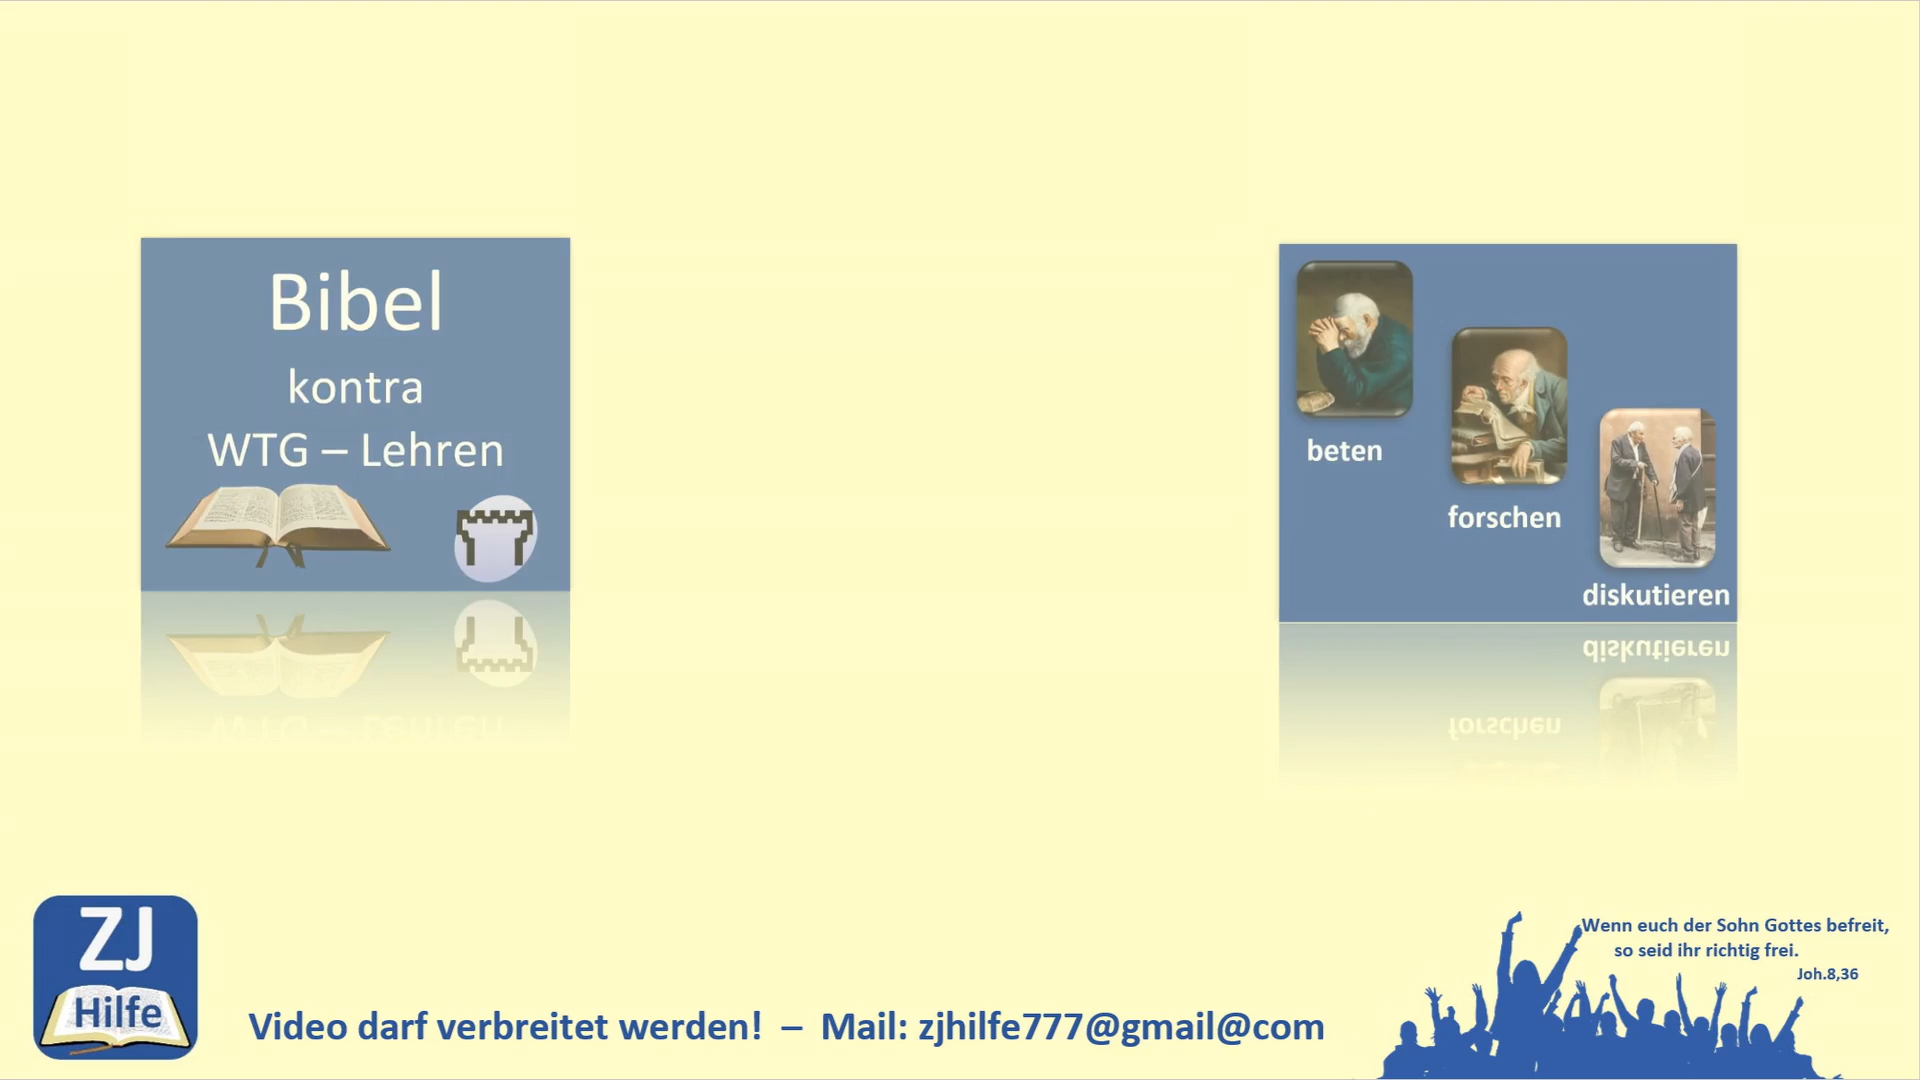 Bibel
kontra
WTG – Lehren
beten
forschen
diskutieren
ZJ
Hilfe
Video darf verbreitet werden! – Mail: zjhilfe777@gmail@com
Wenn euch der Sohn Gottes befreit,
so seid ihr richtig frei.
Joh.8,36